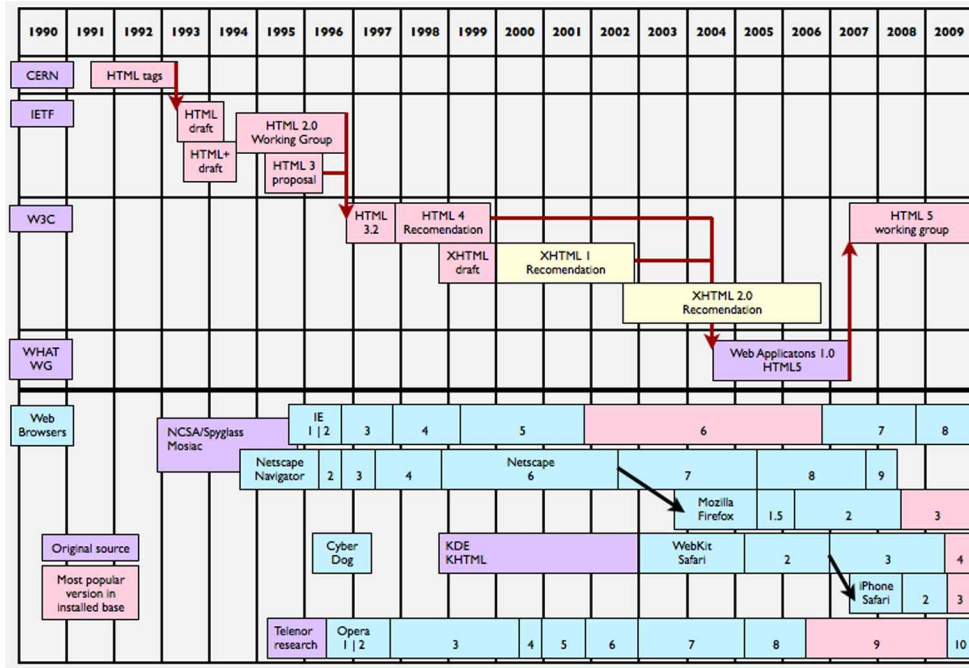 1990 1991 1992 1993 1994 1995 1996 1997 1998 1999 2000 2001 2002 2003 2004 2005 2006 2007 2008 2009
CERN
HTML tags
IETF
HTML
draft
HTML 2.0
Working Group
HTML+
draft
HTML 3
proposal
W3C
HTML
3.2
HTML 4
Recomendation
HTML 5
working group
XHTML
draft
XHTML 1
Recomendation
XHTML 2.0
Recomendation
WHAT
WG
Web Applicatons 1.0
HTML5
Web
Browsers
NCSA/Spyglass
Mosiac
IE
1 | 2
3
4
5
6
7
8
Netscape
Navigator
2
3
4
Netscape
6
7
8
9
Mozilla
Firefox
1.5
2
3
Original source
Cyber
Dog
KDE
KHTML
WebKit
Safari
2
3
4
Most popular
version in
installed base
iPhone
Safari
2
3
Telenor
research
Opera
1 | 2
3
4
5
6
7
8
9
10